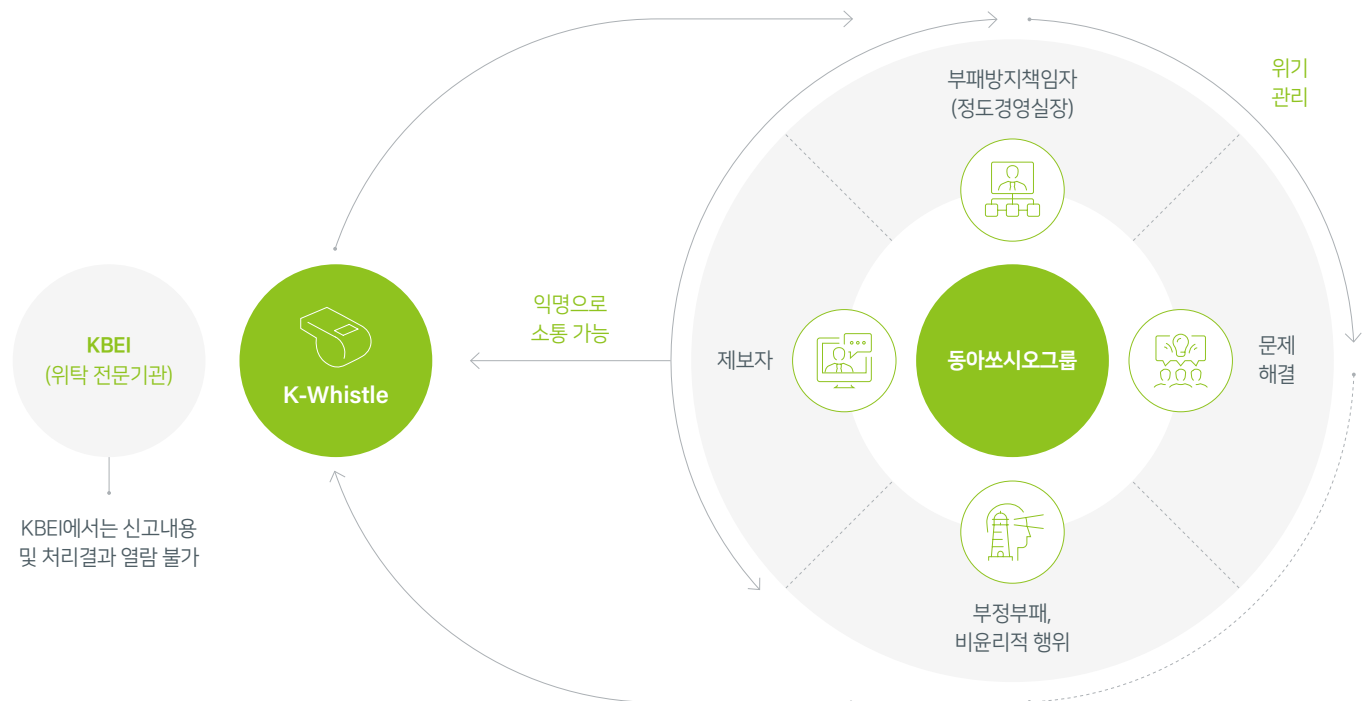 KBEI
(위탁 전문기관)
KBEI에서는 신고내용
및 처리결과 열람 불가
K-Whistle
익명으로
소통 가능
부패방지책임자
(정도경영실장)
위기
관리
제보자
동아쏘시오그룹
문제
해결
부정부패,
비윤리적 행위